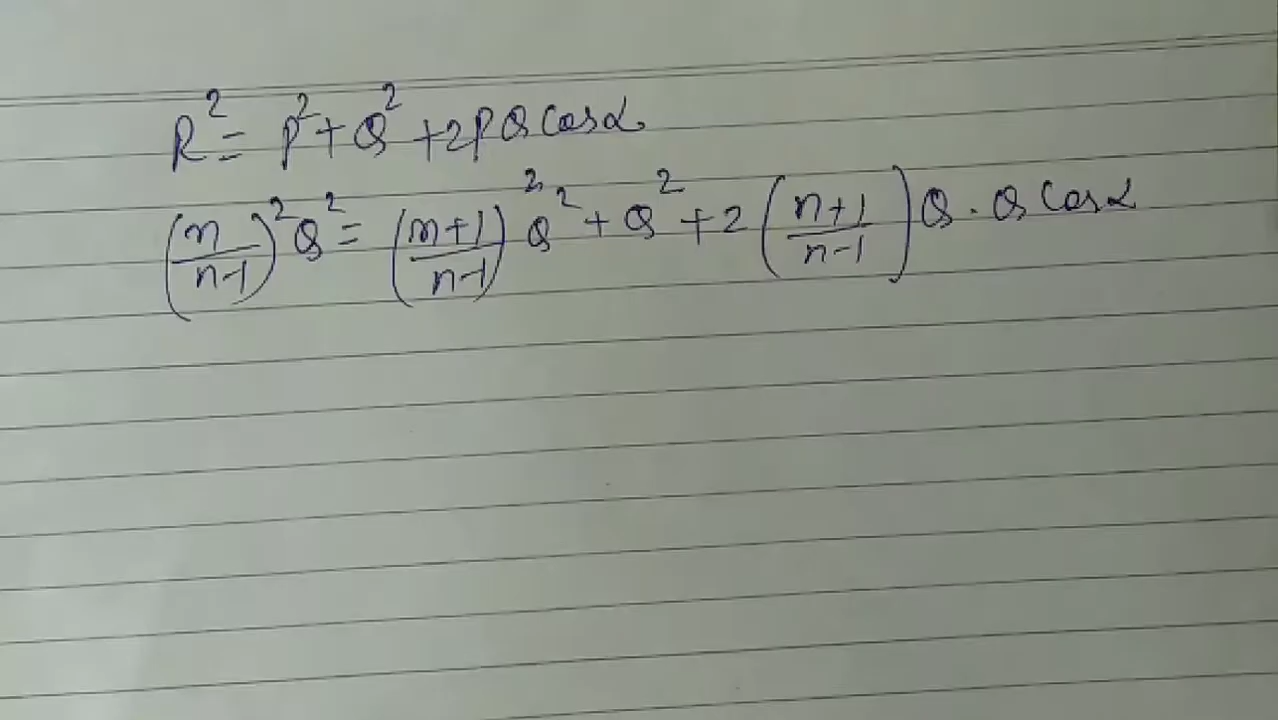 R² = P² + Q² + 2PQ Cosα.
(n/n-1)² Q² = (n+1/n-1)² Q² + Q² + 2(n+1/n-1) Q . Q Cosα